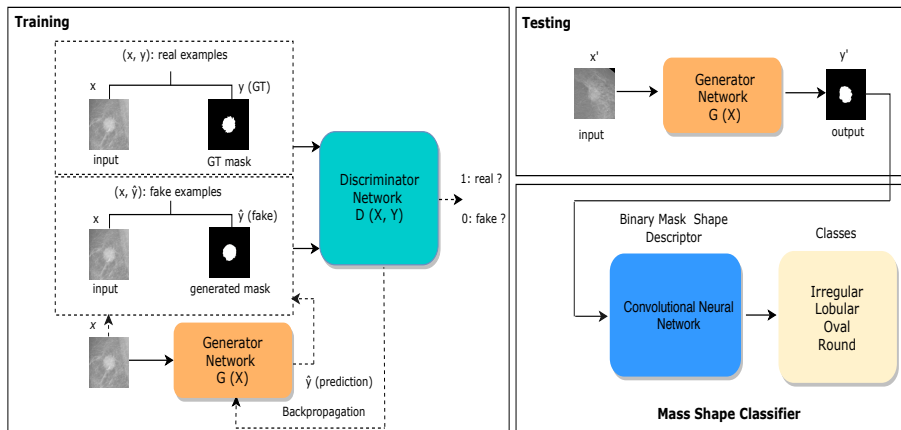 Training
(x, y): real examples
x
y (GT)
input
GT mask
(x, ŷ): fake examples
x
ŷ (fake)
input
generated mask
x
Generator
Network
G (X)
ŷ (prediction)
Backpropagation
Discriminator
Network
D (X, Y)
1: real ?
0: fake ?
Testing
x'
input
Generator
Network
G (X)
y'
output
Binary Mask Shape
Descriptor
Convolutional Neural
Network
Classes
Irregular
Lobular
Oval
Round
Mass Shape Classifier